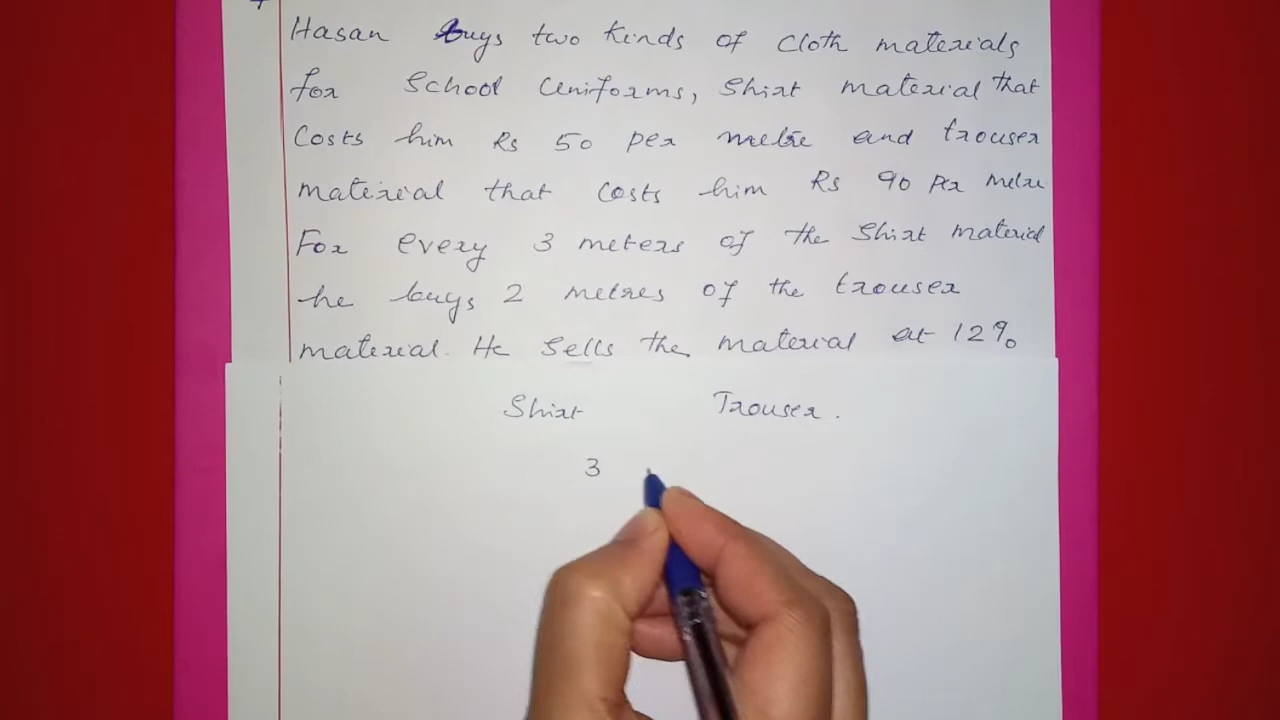 Hasan buys two kinds of cloth materials
for School Uniforms, Shirt material that
Costs him Rs 50 per metre and trouser
material that Costs him Rs 90 per metre
For every 3 meters of the Shirt material
he buys 2 metres of the trouser
material. He Sells the material at 12%
Shirt Trouser.
3